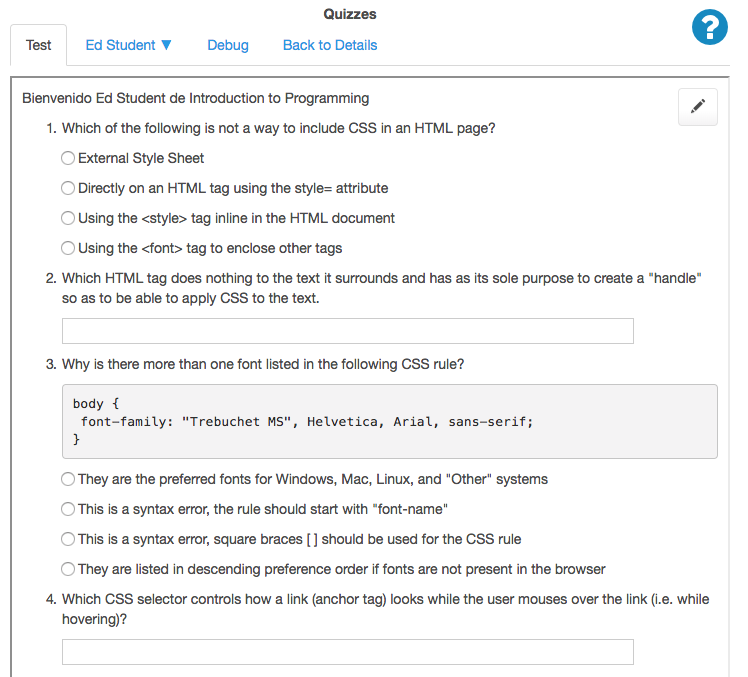 Quizzes
?
Test
Ed Student ▼
Debug
Back to Details
Bienvenido Ed Student de Introduction to Programming
1. Which of the following is not a way to include CSS in an HTML page?
External Style Sheet
Directly on an HTML tag using the style= attribute
Using the <style> tag inline in the HTML document
Using the <font> tag to enclose other tags
2. Which HTML tag does nothing to the text it surrounds and has as its sole purpose to create a "handle"
so as to be able to apply CSS to the text.
3. Why is there more than one font listed in the following CSS rule?
body {
 font-family: "Trebuchet MS", Helvetica, Arial, sans-serif;
}
They are the preferred fonts for Windows, Mac, Linux, and "Other" systems
This is a syntax error, the rule should start with "font-name"
This is a syntax error, square braces [ ] should be used for the CSS rule
They are listed in descending preference order if fonts are not present in the browser
4. Which CSS selector controls how a link (anchor tag) looks while the user mouses over the link (i.e. while
hovering)?